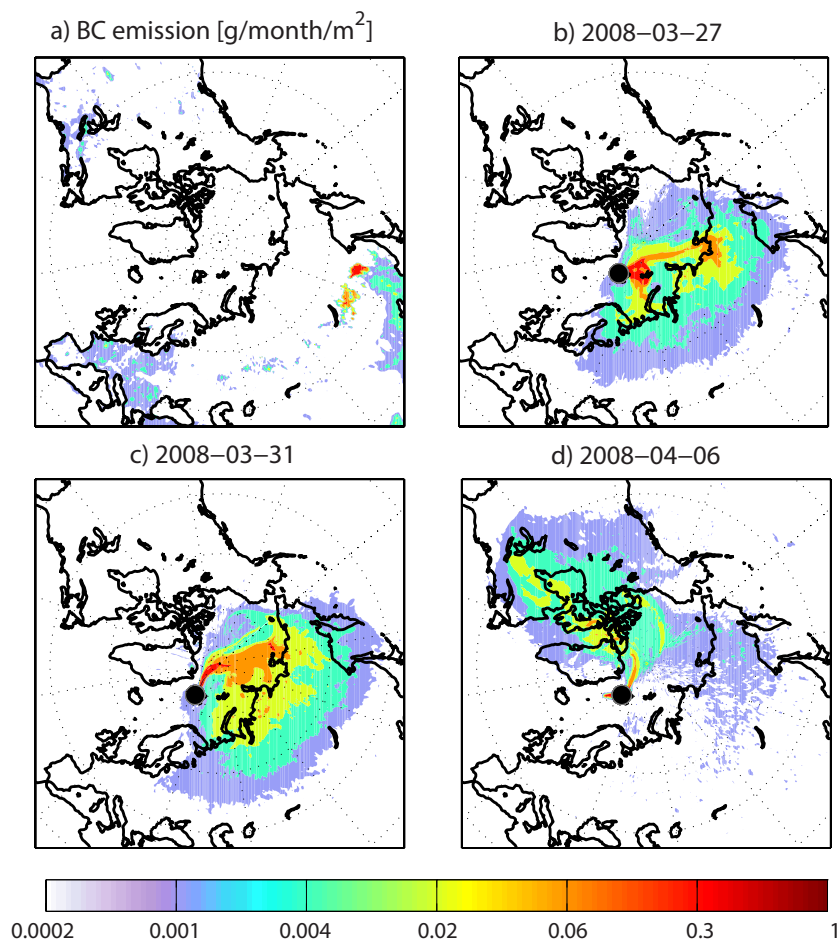 a) BC emission [g/month/m²]
b) 2008−03−27
c) 2008−03−31
d) 2008−04−06
0.0002 0.001 0.004 0.02 0.06 0.3 1